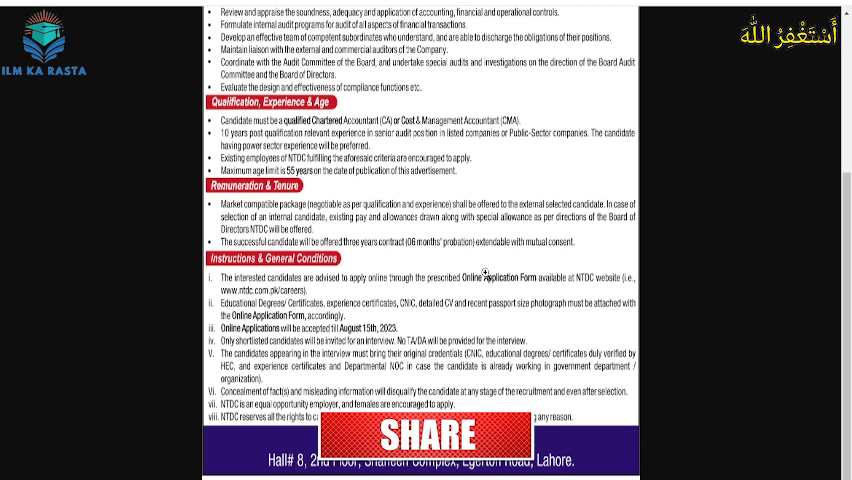 • Review and appraise the soundness, adequacy and application of accounting, financial and operational controls.
• Formulate internal audit programs for audit of all aspects of financial transactions.
• Develop an effective team of competent subordinates who understand, and are able to discharge the obligations of their positions.
• Maintain liaison with the external and commercial auditors of the Company.
• Coordinate with the Audit Committee of the Board, and undertake special audits and investigations on the direction of the Board Audit
Committee and the Board of Directors.
• Evaluate the design and effectiveness of compliance functions etc.
ILM KA RASTA
أَسْتَغْفِرُ اللّٰهَ
Qualification, Experience & Age
• Candidate must be a qualified Chartered Accountant (CA) or Cost & Management Accountant (CMA).
• 10 years post qualification relevant experience in senior audit position in listed companies or Public-Sector companies. The candidate
having power sector experience will be preferred.
• Existing employees of NTDC fulfilling the aforesaid criteria are encouraged to apply.
• Maximum age limit is 55 years on the date of publication of this advertisement.
Remuneration & Tenure
• Market compatible package (negotiable as per qualification and experience) shall be offered to the external selected candidate. In case of
selection of an internal candidate, existing pay and allowances drawn along with special allowance as per directions of the Board of
Directors NTDC will be offered.
• The successful candidate will be offered three years contract (06 months' probation) extendable with mutual consent.
Instructions & General Conditions
i. The interested candidates are advised to apply online through the prescribed Online Application Form available at NTDC website (i.e.,
www.ntdc.com.pk/careers).
ii. Educational Degrees/ Certificates, experience certificates, CNIC, detailed CV and recent passport size photograph must be attached with
the Online Application Form, accordingly.
iii. Online Applications will be accepted till August 15th, 2023.
iv. Only shortlisted candidates will be invited for an interview. No TA/DA will be provided for the interview.
V. The candidates appearing in the interview must bring their original credentials (CNIC, educational degrees/ certificates duly verified by
HEC, and experience certificates and Departmental NOC in case the candidate is already working in government department /
organization).
Vi. Concealment of fact(s) and misleading information will disqualify the candidate at any stage of the recruitment and even after selection.
vii. NTDC is an equal opportunity employer, and females are encouraged to apply.
viii. NTDC reserves all the rights to any reason.
SHARE
Hall# 8, 2nd Floor, Shaheen Complex, Egerton Road, Lahore.